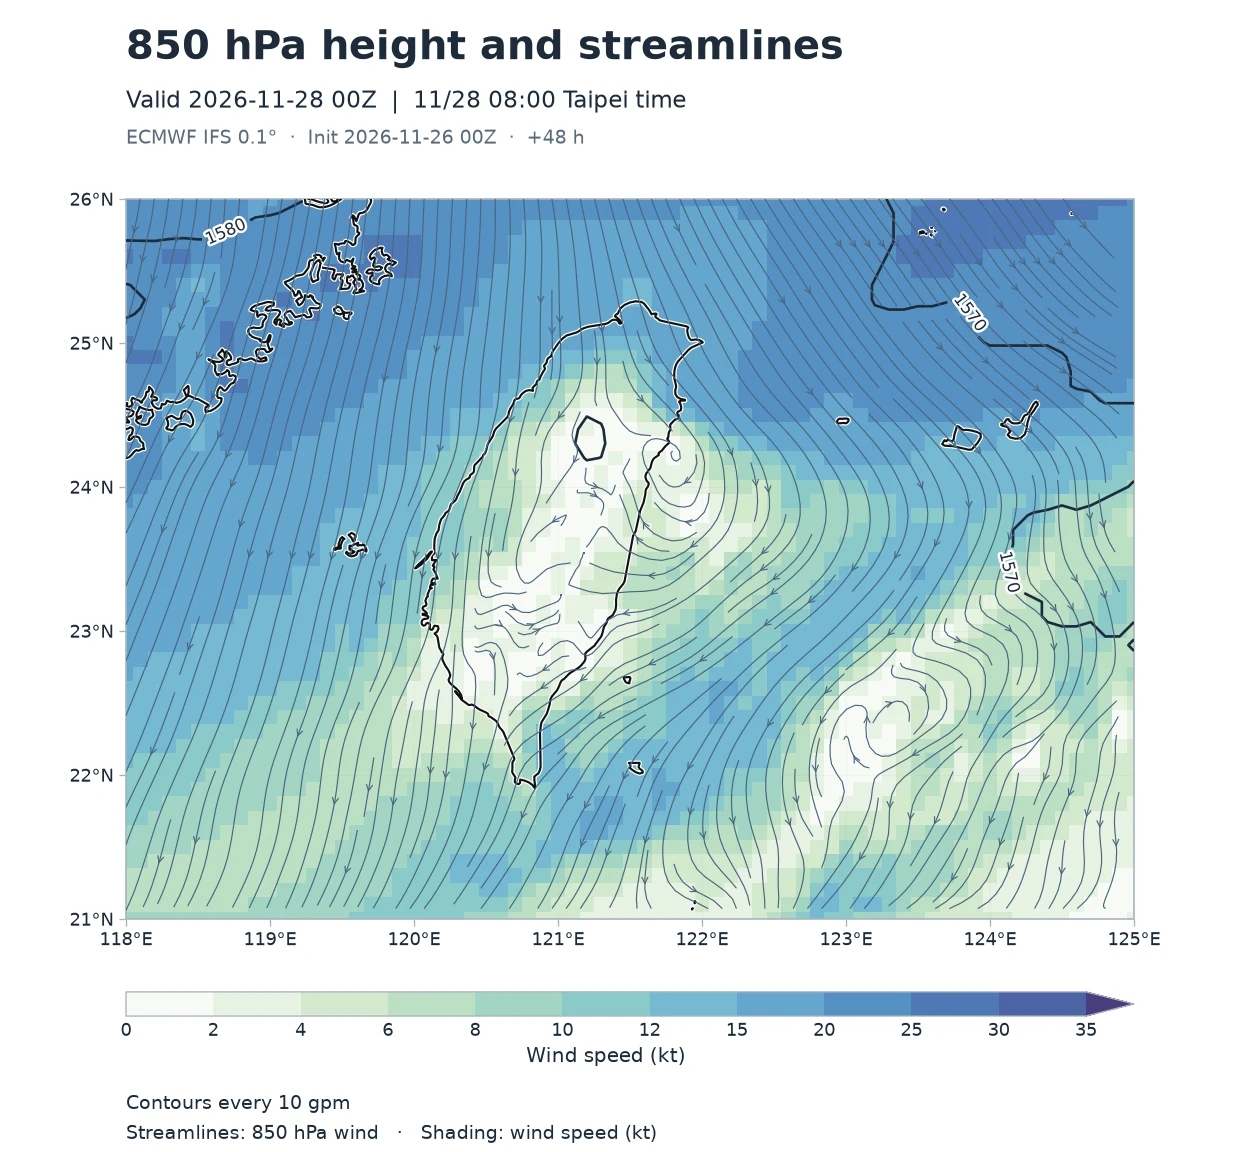 850 hPa height and streamlines
Valid 2026-11-28 00Z | 11/28 08:00 Taipei time
ECMWF IFS 0.1° · Init 2026-11-26 00Z · +48 h
26°N
1580
1570
25°N
24°N
1570
23°N
22°N
21°N
118°E 119°E 120°E 121°E 122°E 123°E 124°E 125°E
0 2 4 6 8 10 12 15 20 25 30 35
Wind speed (kt)
Contours every 10 gpm
Streamlines: 850 hPa wind · Shading: wind speed (kt)